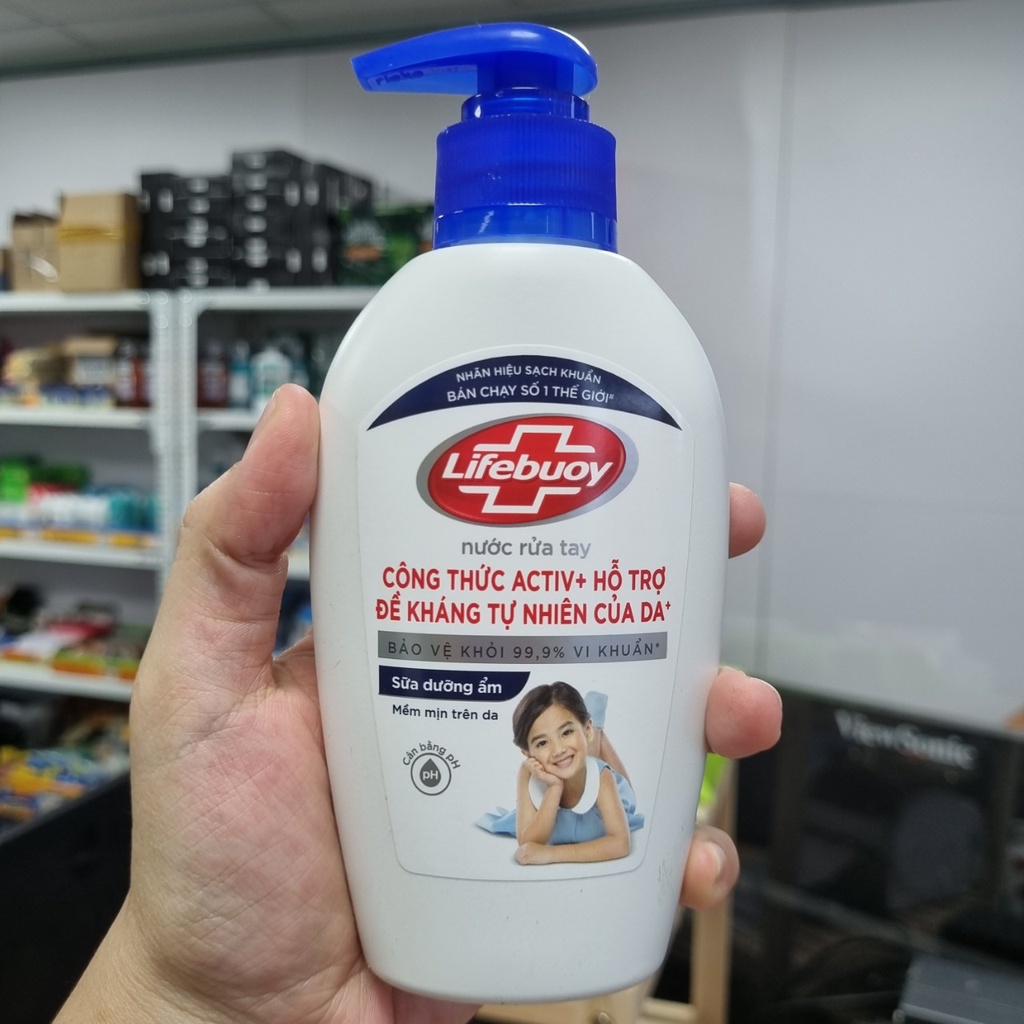 NHÃN HIỆU SẠCH KHUẨN
BÁN CHẠY SỐ 1 THẾ GIỚI#
Lifebuoy
nước rửa tay
CÔNG THỨC ACTIV+ HỖ TRỢ
ĐỀ KHÁNG TỰ NHIÊN CỦA DA+
BẢO VỆ KHỎI 99,9% VI KHUẨN*
Sữa dưỡng ẩm
Mềm mịn trên da
Cân bằng pH
pH
ViewSonic